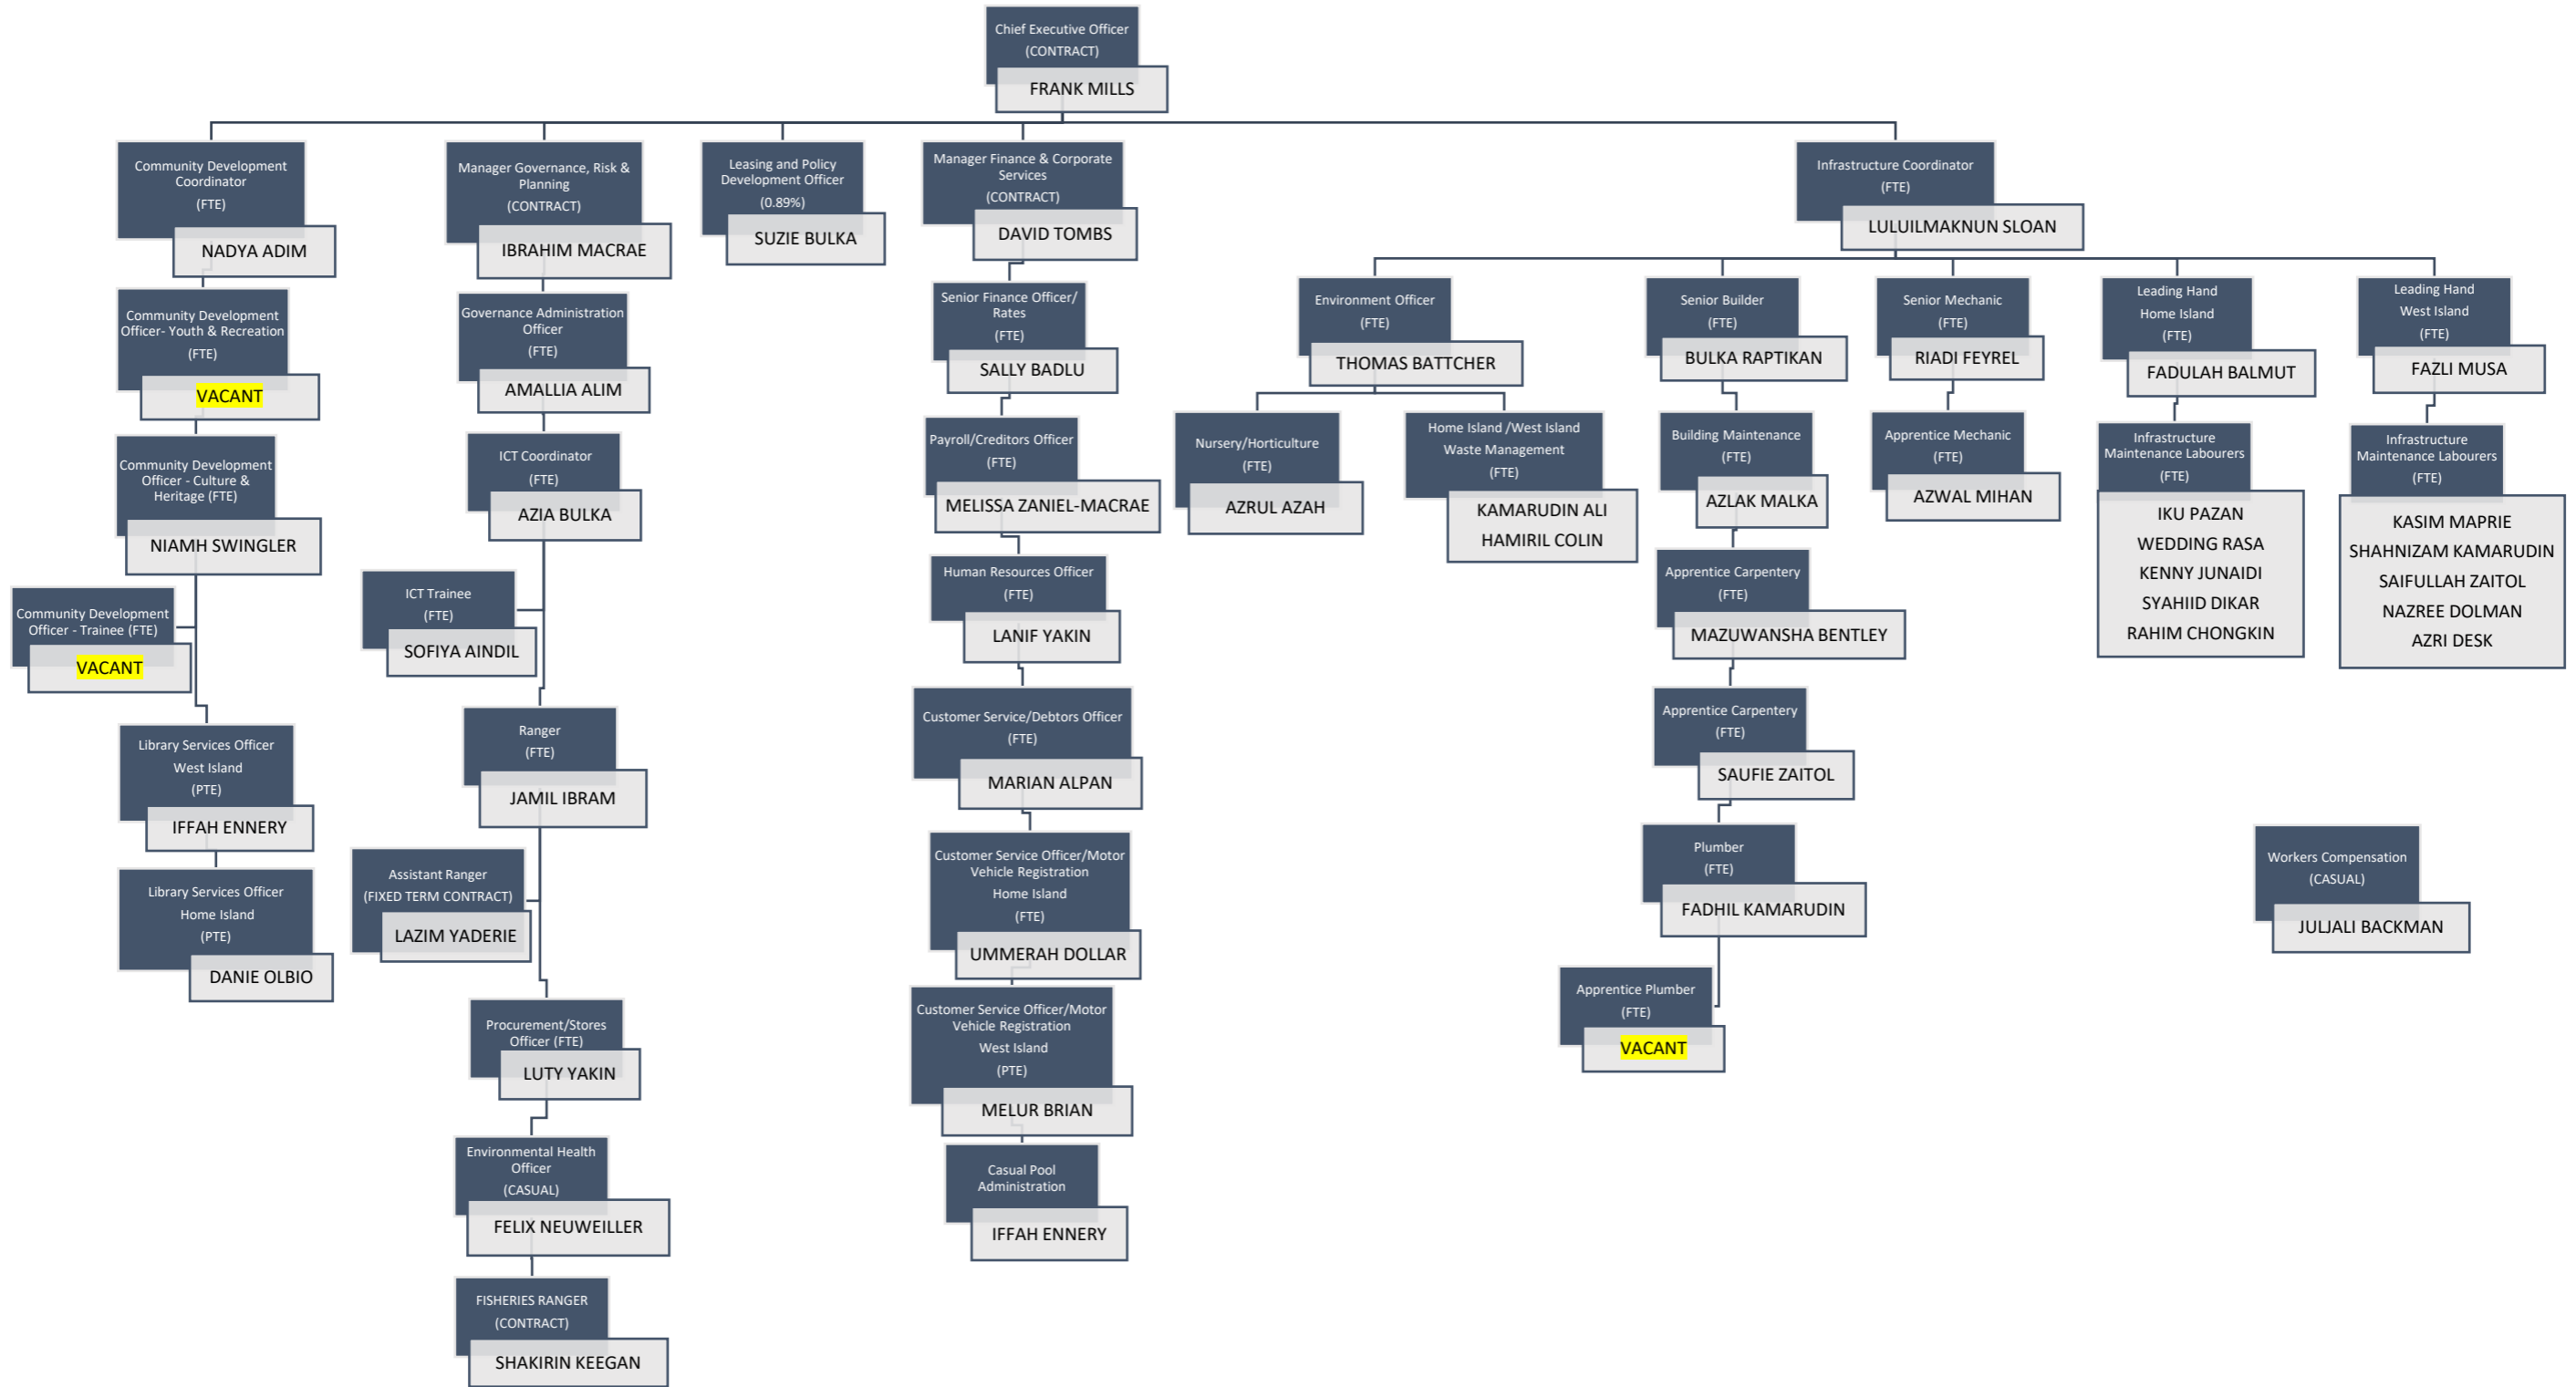 Chief Executive Officer
(CONTRACT)
FRANK MILLS
Community Development
Coordinator
(FTE)
NADYA ADIM
Community Development
Officer- Youth & Recreation
(FTE)
VACANT
Community Development
Officer - Culture &
Heritage (FTE)
NIAMH SWINGLER
Community Development
Officer - Trainee (FTE)
VACANT
Library Services Officer
West Island
(PTE)
IFFAH ENNERY
Library Services Officer
Home Island
(PTE)
DANIE OLBIO
Manager Governance, Risk &
Planning
(CONTRACT)
IBRAHIM MACRAE
Governance Administration
Officer
(FTE)
AMALLIA ALIM
ICT Coordinator
(FTE)
AZIA BULKA
ICT Trainee
(FTE)
SOFIYA AINDIL
Ranger
(FTE)
JAMIL IBRAM
Assistant Ranger
(FIXED TERM CONTRACT)
LAZIM YADERIE
Procurement/Stores
Officer (FTE)
LUTY YAKIN
Environmental Health
Officer
(CASUAL)
FELIX NEUWEILLER
FISHERIES RANGER
(CONTRACT)
SHAKIRIN KEEGAN
Leasing and Policy
Development Officer
(0.89%)
SUZIE BULKA
Manager Finance & Corporate
Services
(CONTRACT)
DAVID TOMBS
Senior Finance Officer/
Rates
(FTE)
SALLY BADLU
Payroll/Creditors Officer
(FTE)
MELISSA ZANIEL-MACRAE
Human Resources Officer
(FTE)
LANIF YAKIN
Customer Service/Debtors Officer
(FTE)
MARIAN ALPAN
Customer Service Officer/Motor
Vehicle Registration
Home Island
(FTE)
UMMERAH DOLLAR
Customer Service Officer/Motor
Vehicle Registration
West Island
(PTE)
MELUR BRIAN
Casual Pool
Administration
IFFAH ENNERY
Infrastructure Coordinator
(FTE)
LULUILMAKNUN SLOAN
Environment Officer
(FTE)
THOMAS BATTCHER
Nursery/Horticulture
(FTE)
AZRUL AZAH
Home Island /West Island
Waste Management
(FTE)
KAMARUDIN ALI
HAMIRIL COLIN
Senior Builder
(FTE)
BULKA RAPTIKAN
Building Maintenance
(FTE)
AZLAK MALKA
Apprentice Carpentery
(FTE)
MAZUWANSHA BENTLEY
Apprentice Carpentery
(FTE)
SAUFIE ZAITOL
Plumber
(FTE)
FADHIL KAMARUDIN
Apprentice Plumber
(FTE)
VACANT
Senior Mechanic
(FTE)
RIADI FEYREL
Apprentice Mechanic
(FTE)
AZWAL MIHAN
Leading Hand
Home Island
(FTE)
FADULAH BALMUT
Infrastructure
Maintenance Labourers
(FTE)
IKU PAZAN
WEDDING RASA
KENNY JUNAIDI
SYAHIID DIKAR
RAHIM CHONGKIN
Leading Hand
West Island
(FTE)
FAZLI MUSA
Infrastructure
Maintenance Labourers
(FTE)
KASIM MAPRIE
SHAHNIZAM KAMARUDIN
SAIFULLAH ZAITOL
NAZREE DOLMAN
AZRI DESK
Workers Compensation
(CASUAL)
JULJALI BACKMAN